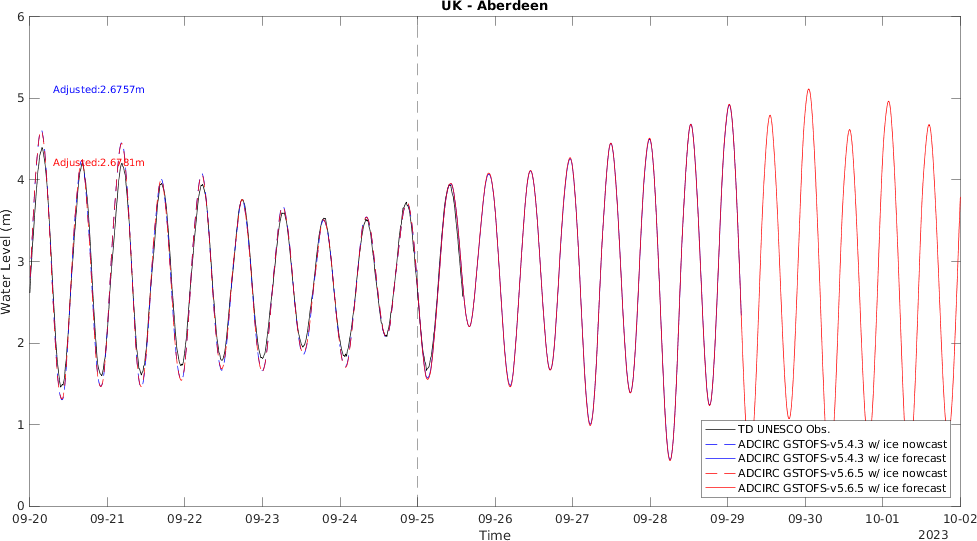 UK - Aberdeen
6
5
4
3
2
1
0
Water Level (m)
Adjusted:2.6757m
Adjusted:2.6781m
TD UNESCO Obs.
ADCIRC GSTOFS-v5.4.3 w/ ice nowcast
ADCIRC GSTOFS-v5.4.3 w/ ice forecast
ADCIRC GSTOFS-v5.6.5 w/ ice nowcast
ADCIRC GSTOFS-v5.6.5 w/ ice forecast
09-20 09-21 09-22 09-23 09-24 09-25 09-26 09-27 09-28 09-29 09-30 10-01 10-02
Time
2023